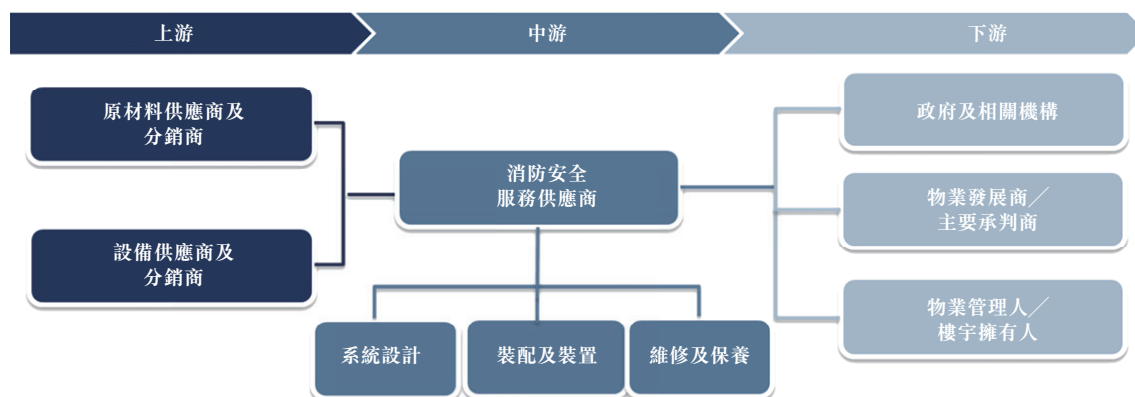 上游
中游
下游
原材料供應商及
分銷商
設備供應商及
分銷商
消防安全
服務供應商
系統設計
裝配及裝置
維修及保養
政府及相關機構
物業發展商／
主要承判商
物業管理人／
樓宇擁有人